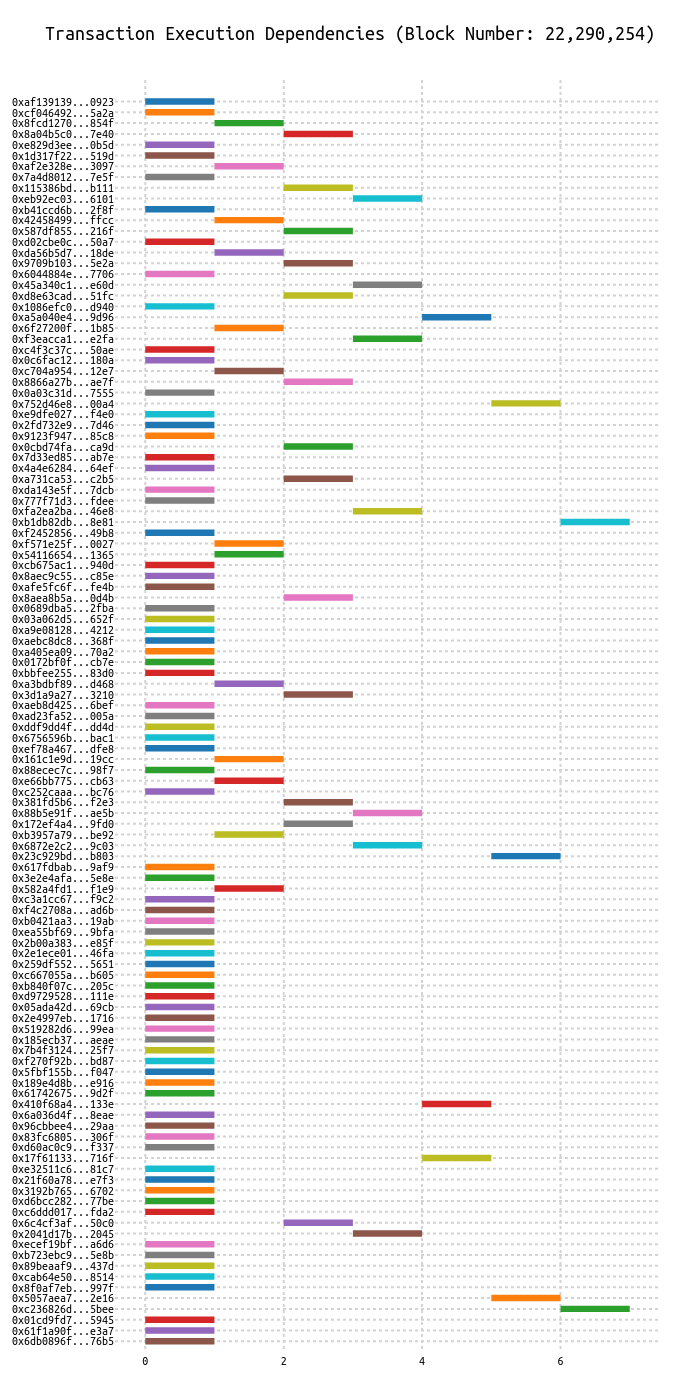 Transaction Execution Dependencies (Block Number: 22,290,254)
0xaf139139...0923
0xcf046492...5a2a
0x8fcd1270...854f
0x8a04b5c0...7e40
0xe829d3ee...0b5d
0x1d317f22...519d
0xaf2e328e...3097
0x7a4d8012...7e5f
0x115386bd...b111
0xeb92ec03...6101
0xb41ccd6b...2f8f
0x42458499...ffcc
0x587df855...216f
0xd02cbe0c...50a7
0xda56b5d7...18de
0x9709b103...5e2a
0x6044884e...7706
0x45a340c1...e60d
0xd8e63cad...51fc
0x1086efc0...d940
0xa5a040e4...9d96
0x6f27200f...1b85
0xf3eacca1...e2fa
0xc4f3c37c...50ae
0x0c6fac12...180a
0xc704a954...12e7
0x8866a27b...ae7f
0x0a03c31d...7555
0x752d46e8...00a4
0xe9dfe027...f4e0
0x2fd732e9...7d46
0x9123f947...85c8
0x0cbd74fa...ca9d
0x7d33ed85...ab7e
0x4a4e6284...64ef
0xa731ca53...c2b5
0xda143e5f...7dcb
0x777f71d3...fdee
0xfa2ea2ba...46e8
0xb1db82db...8e81
0xf2452856...49b8
0xf571e25f...0027
0x54116654...1365
0xcb675ac1...940d
0x8aec9c55...c85e
0xafe5fc6f...fe4b
0x8aea8b5a...0d4b
0x0689dba5...2fba
0x03a062d5...652f
0xa9e08128...4212
0xaebc8dc8...368f
0xa405ea09...70a2
0x0172bf0f...cb7e
0xbbfee255...83d0
0xa3bdbf89...d468
0x3d1a9a27...3210
0xaeb8d425...6bef
0xad23fa52...005a
0xddf9dd4f...dd4d
0x6756596b...bac1
0xef78a467...dfe8
0x161c1e9d...19cc
0x88ecec7c...98f7
0xe66bb775...cb63
0xc252caaa...bc76
0x381fd5b6...f2e3
0x88b5e91f...ae5b
0x172ef4a4...9fd0
0xb3957a79...be92
0x6872e2c2...9c03
0x23c929bd...b803
0x617fdbab...9af9
0x3e2e4afa...5e8e
0x582a4fd1...f1e9
0xc3a1cc67...f9c2
0xf4c2708a...ad6b
0xb0421aa3...19ab
0xea55bf69...9bfa
0x2b00a383...e85f
0x2e1ece01...46fa
0x259df552...5651
0xc667055a...b605
0xb840f07c...205c
0xd9729528...111e
0x05ada42d...69cb
0x2e4997eb...1716
0x519282d6...99ea
0x185ecb37...aeae
0x7b4f3124...25f7
0xf270f92b...bd87
0x5fbf155b...f047
0x189e4d8b...e916
0x61742675...9d2f
0x410f68a4...133e
0x6a036d4f...8eae
0x96cbbee4...29aa
0x83fc6805...306f
0xd60ac0c9...f337
0x17f61133...716f
0xe32511c6...81c7
0x21f60a78...e7f3
0x3192b765...6702
0xd6bcc282...77be
0xc6ddd017...fda2
0x6c4cf3af...50c0
0x2041d17b...2045
0xecef19bf...a6d6
0xb723ebc9...5e8b
0x89beaaf9...437d
0xcab64e50...8514
0x8f0af7eb...997f
0x5057aea7...2e16
0xc236826d...5bee
0x01cd9fd7...5945
0x61f1a90f...e3a7
0x6db0896f...76b5
0 2 4 6